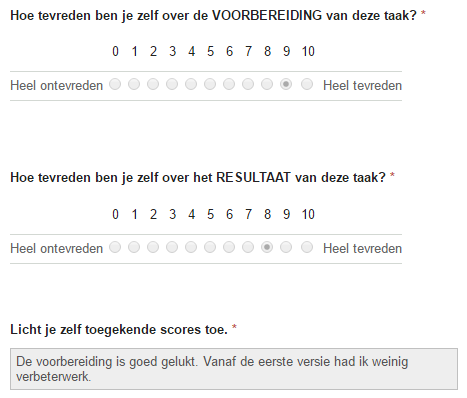 Hoe tevreden ben je zelf over de VOORBEREIDING van deze taak? *
0 1 2 3 4 5 6 7 8 9 10
Heel ontevreden Heel tevreden
Hoe tevreden ben je zelf over het RESULTAAT van deze taak? *
0 1 2 3 4 5 6 7 8 9 10
Heel ontevreden Heel tevreden
Licht je zelf toegekende scores toe. *
De voorbereiding is goed gelukt. Vanaf de eerste versie had ik weinig
verbeterwerk.